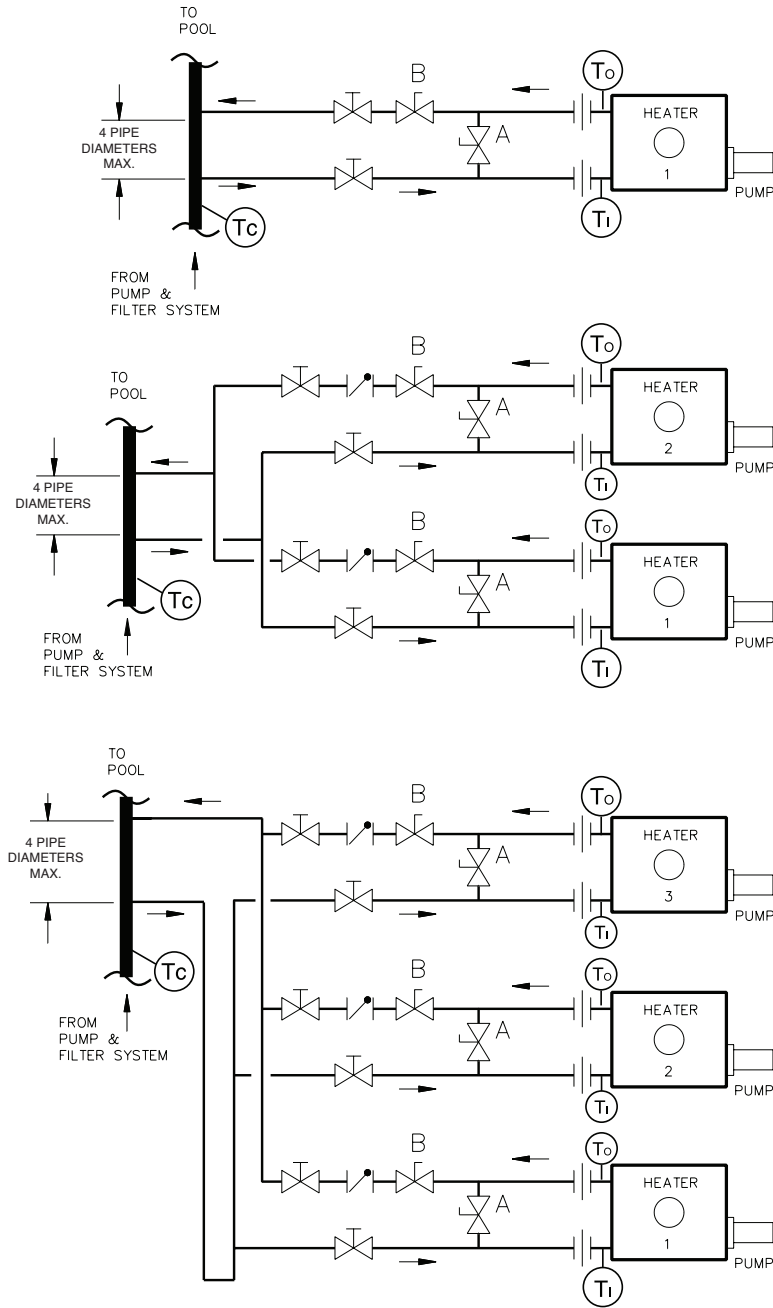 TO
POOL
4 PIPE
DIAMETERS
MAX.
B
A
To
HEATER
1
PUMP
TI
Tc
FROM
PUMP &
FILTER SYSTEM
TO
POOL
4 PIPE
DIAMETERS
MAX.
B
A
To
HEATER
2
PUMP
TI
B
A
To
HEATER
1
PUMP
TI
Tc
FROM
PUMP &
FILTER SYSTEM
TO
POOL
4 PIPE
DIAMETERS
MAX.
B
A
To
HEATER
3
PUMP
TI
Tc
FROM
PUMP &
FILTER SYSTEM
B
A
To
HEATER
2
PUMP
TI
B
A
To
HEATER
1
PUMP
TI